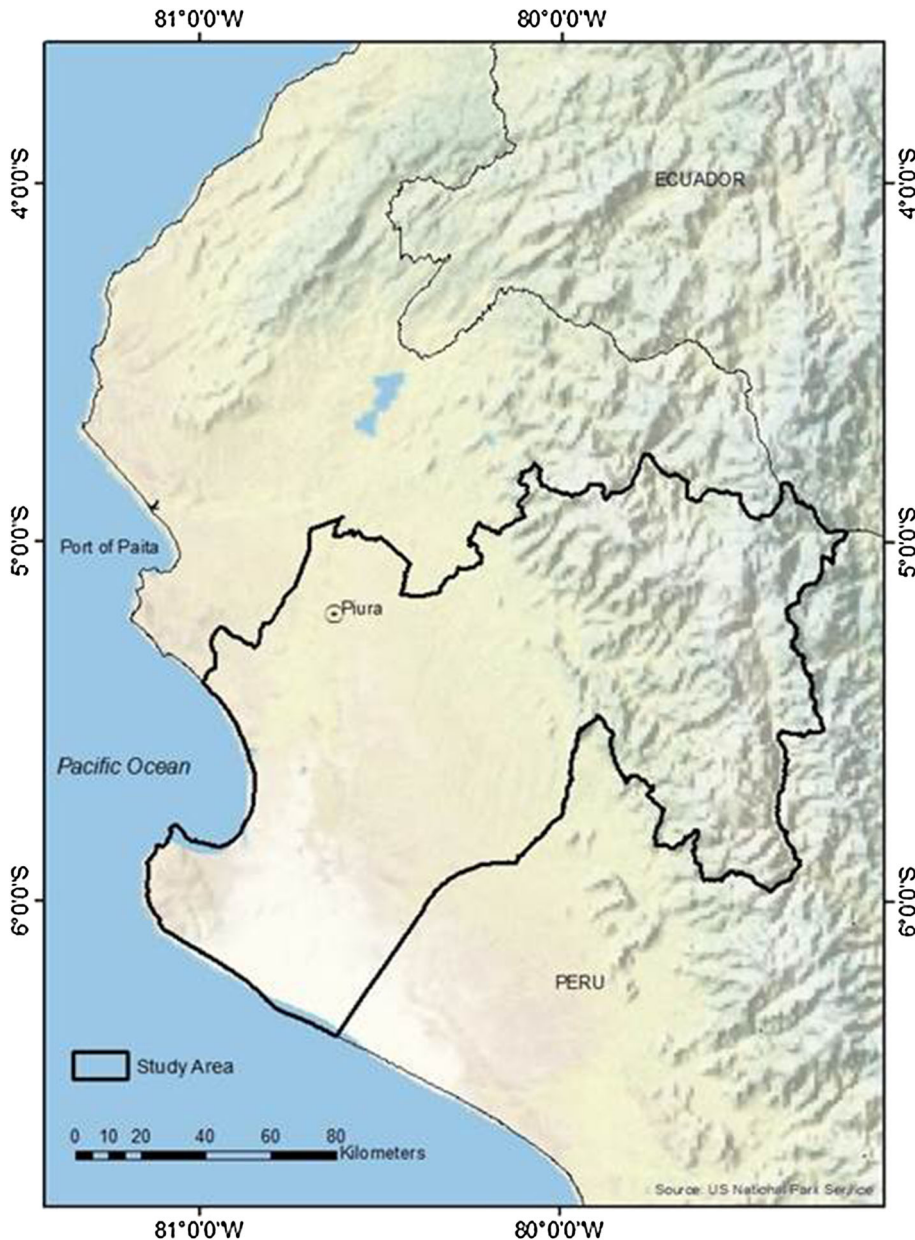 81°0'0"W 80°0'0"W
4°0'0"S 4°0'0"S
ECUADOR
5°0'0"S 5°0'0"S
Port of Paita
Piura
Pacific Ocean
6°0'0"S 6°0'0"S
PERU
Study Area
0 10 20 40 60 80
Kilometers
Source: US National Park Service
81°0'0"W 80°0'0"W